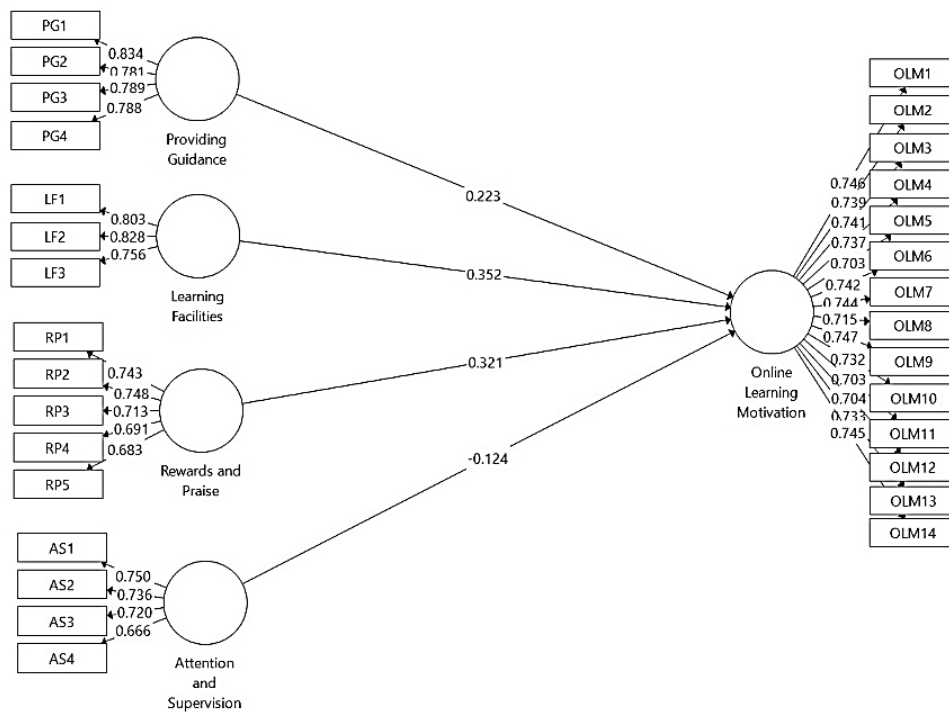 PG1
PG2
PG3
PG4
0.834
0.781
0.789
0.788
Providing
Guidance
LF1
LF2
LF3
0.803
0.828
0.756
Learning
Facilities
RP1
RP2
RP3
RP4
RP5
0.743
0.748
0.713
0.691
0.683
Rewards and
Praise
AS1
AS2
AS3
AS4
0.750
0.736
0.720
0.666
Attention
and
Supervision
0.223
0.352
0.321
-0.124
Online
Learning
Motivation
0.746
0.739
0.741
0.737
0.703
0.742
0.744
0.715
0.747
0.732
0.703
0.704
0.733
0.745
OLM1
OLM2
OLM3
OLM4
OLM5
OLM6
OLM7
OLM8
OLM9
OLM10
OLM11
OLM12
OLM13
OLM14